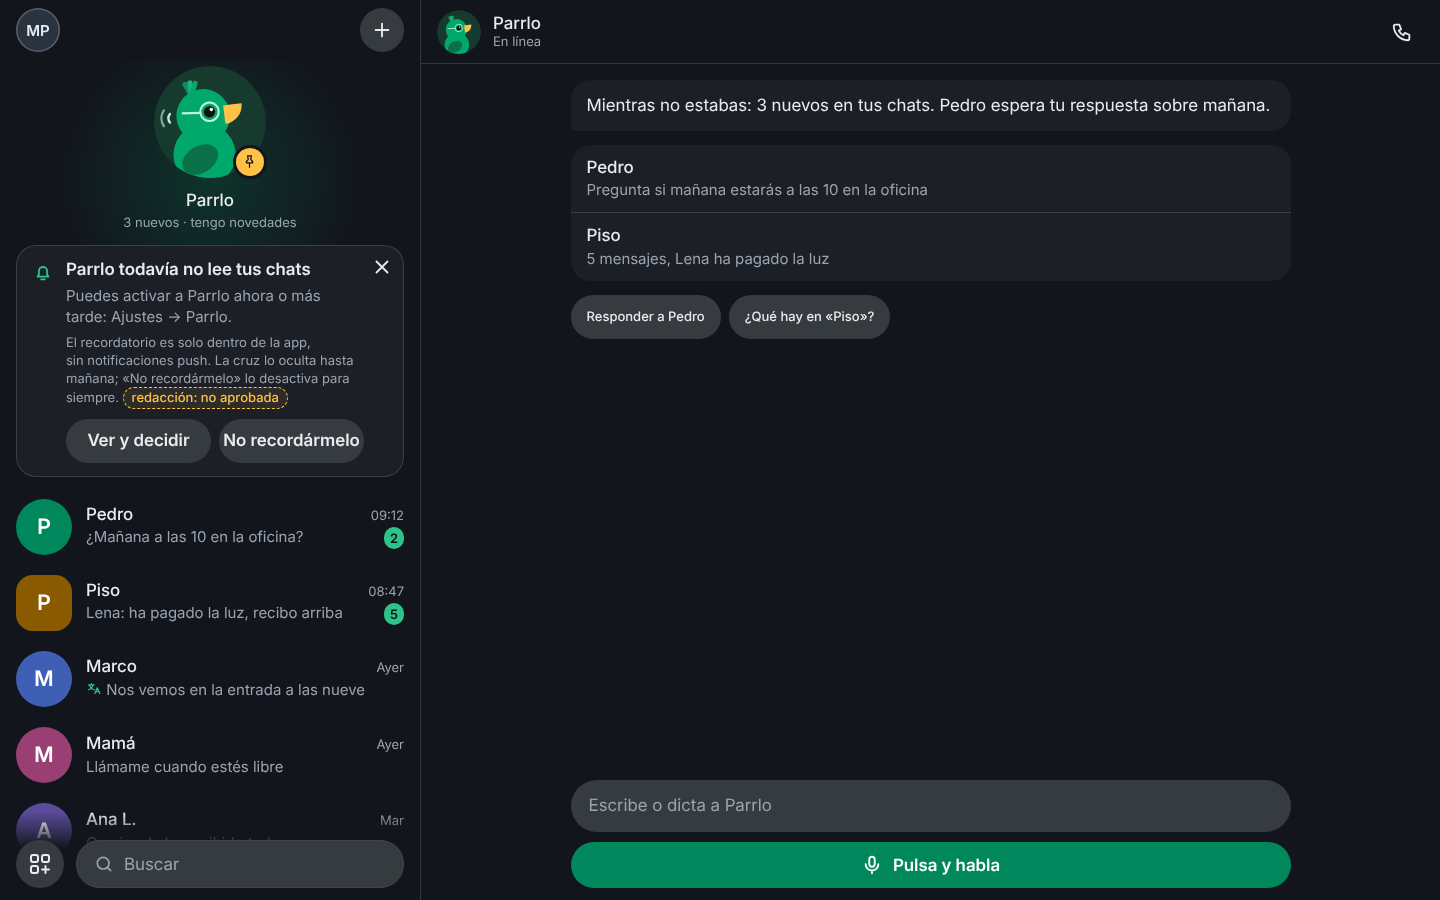 MP
Parrlo
3 nuevos · tengo novedades
Parrlo todavía no lee tus chats
Puedes activar a Parrlo ahora o más
tarde: Ajustes → Parrlo.
El recordatorio es solo dentro de la app,
sin notificaciones push. La cruz lo oculta hasta
mañana; «No recordármelo» lo desactiva para
siempre. redacción: no aprobada
Ver y decidir
No recordármelo
P
Pedro
09:12
¿Mañana a las 10 en la oficina?
2
P
Piso
08:47
Lena: ha pagado la luz, recibo arriba
5
M
Marco
Ayer
Nos vemos en la entrada a las nueve
M
Mamá
Ayer
Llámame cuando estés libre
A
Ana L.
Mar
Buscar
Parrlo
En línea
Mientras no estabas: 3 nuevos en tus chats. Pedro espera tu respuesta sobre mañana.
Pedro
Pregunta si mañana estarás a las 10 en la oficina
Piso
5 mensajes, Lena ha pagado la luz
Responder a Pedro
¿Qué hay en «Piso»?
Escribe o dicta a Parrlo
Pulsa y habla